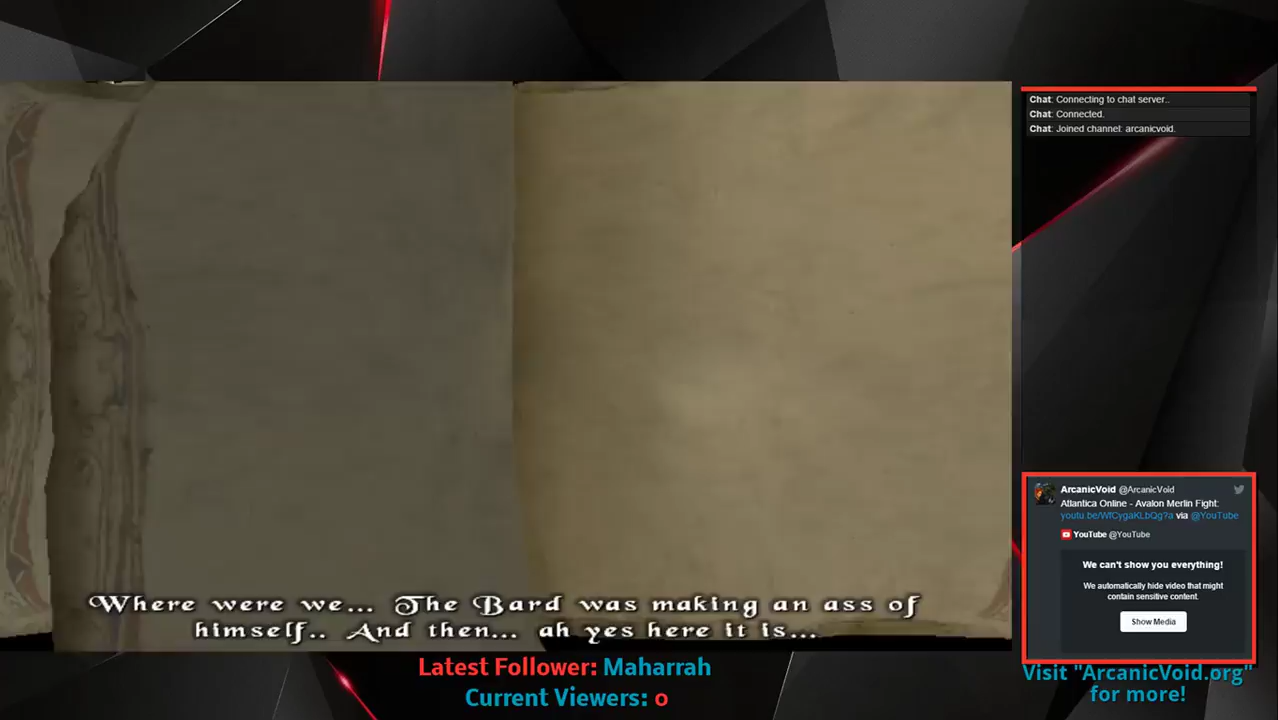 Chat: Connecting to chat server..
Chat: Connected.
Chat: Joined channel: arcanicvoid.
ArcanicVoid @ArcanicVoid
Atlantica Online - Avalon Merlin Fight:
youtu.be/WfCygaKLbQg?a via @YouTube
YouTube @YouTube
We can't show you everything!
We automatically hide video that might
contain sensitive content.
Show Media
Where were we... The Bard was making an ass of
himself.. And then... ah yes here it is...
Latest Follower: Maharrah
Current Viewers: 0
Visit "ArcanicVoid.org"
for more!